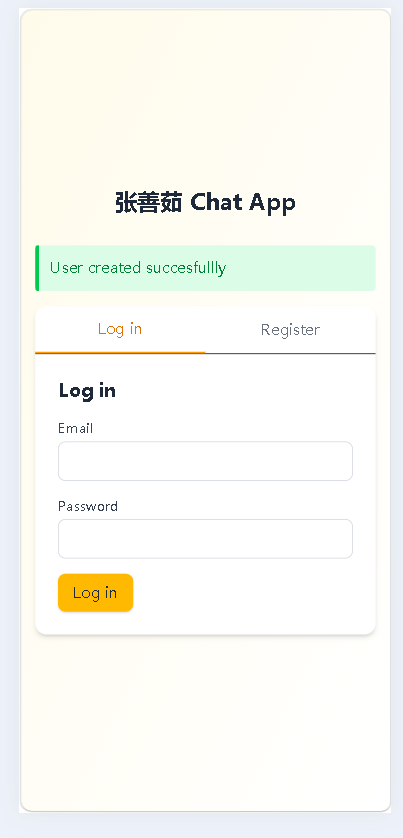 张善茹 Chat App
User created succesfullly
Log in
Register
Log in
Email
Password
Log in